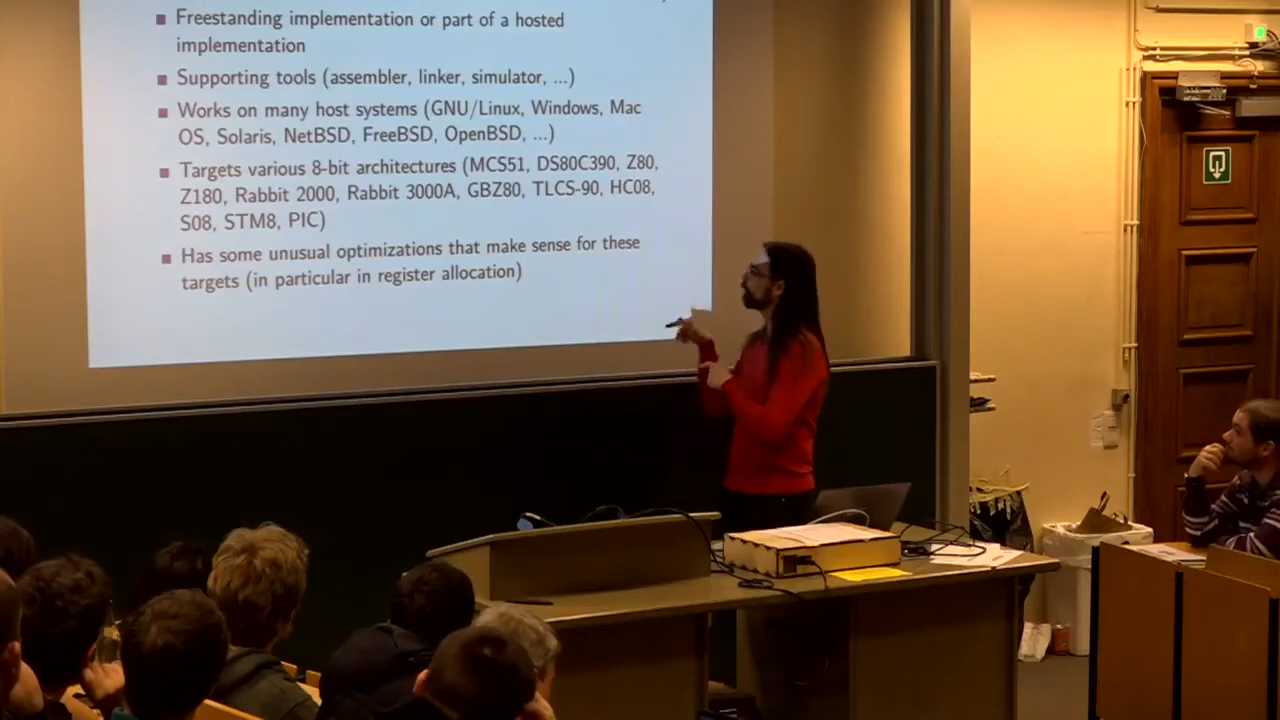 Freestanding implementation or part of a hosted
implementation
Supporting tools (assembler, linker, simulator, ...)
Works on many host systems (GNU/Linux, Windows, Mac
OS, Solaris, NetBSD, FreeBSD, OpenBSD, ...)
Targets various 8-bit architectures (MCS51, DS80C390, Z80,
Z180, Rabbit 2000, Rabbit 3000A, GBZ80, TLCS-90, HC08,
S08, STM8, PIC)
Has some unusual optimizations that make sense for these
targets (in particular in register allocation)